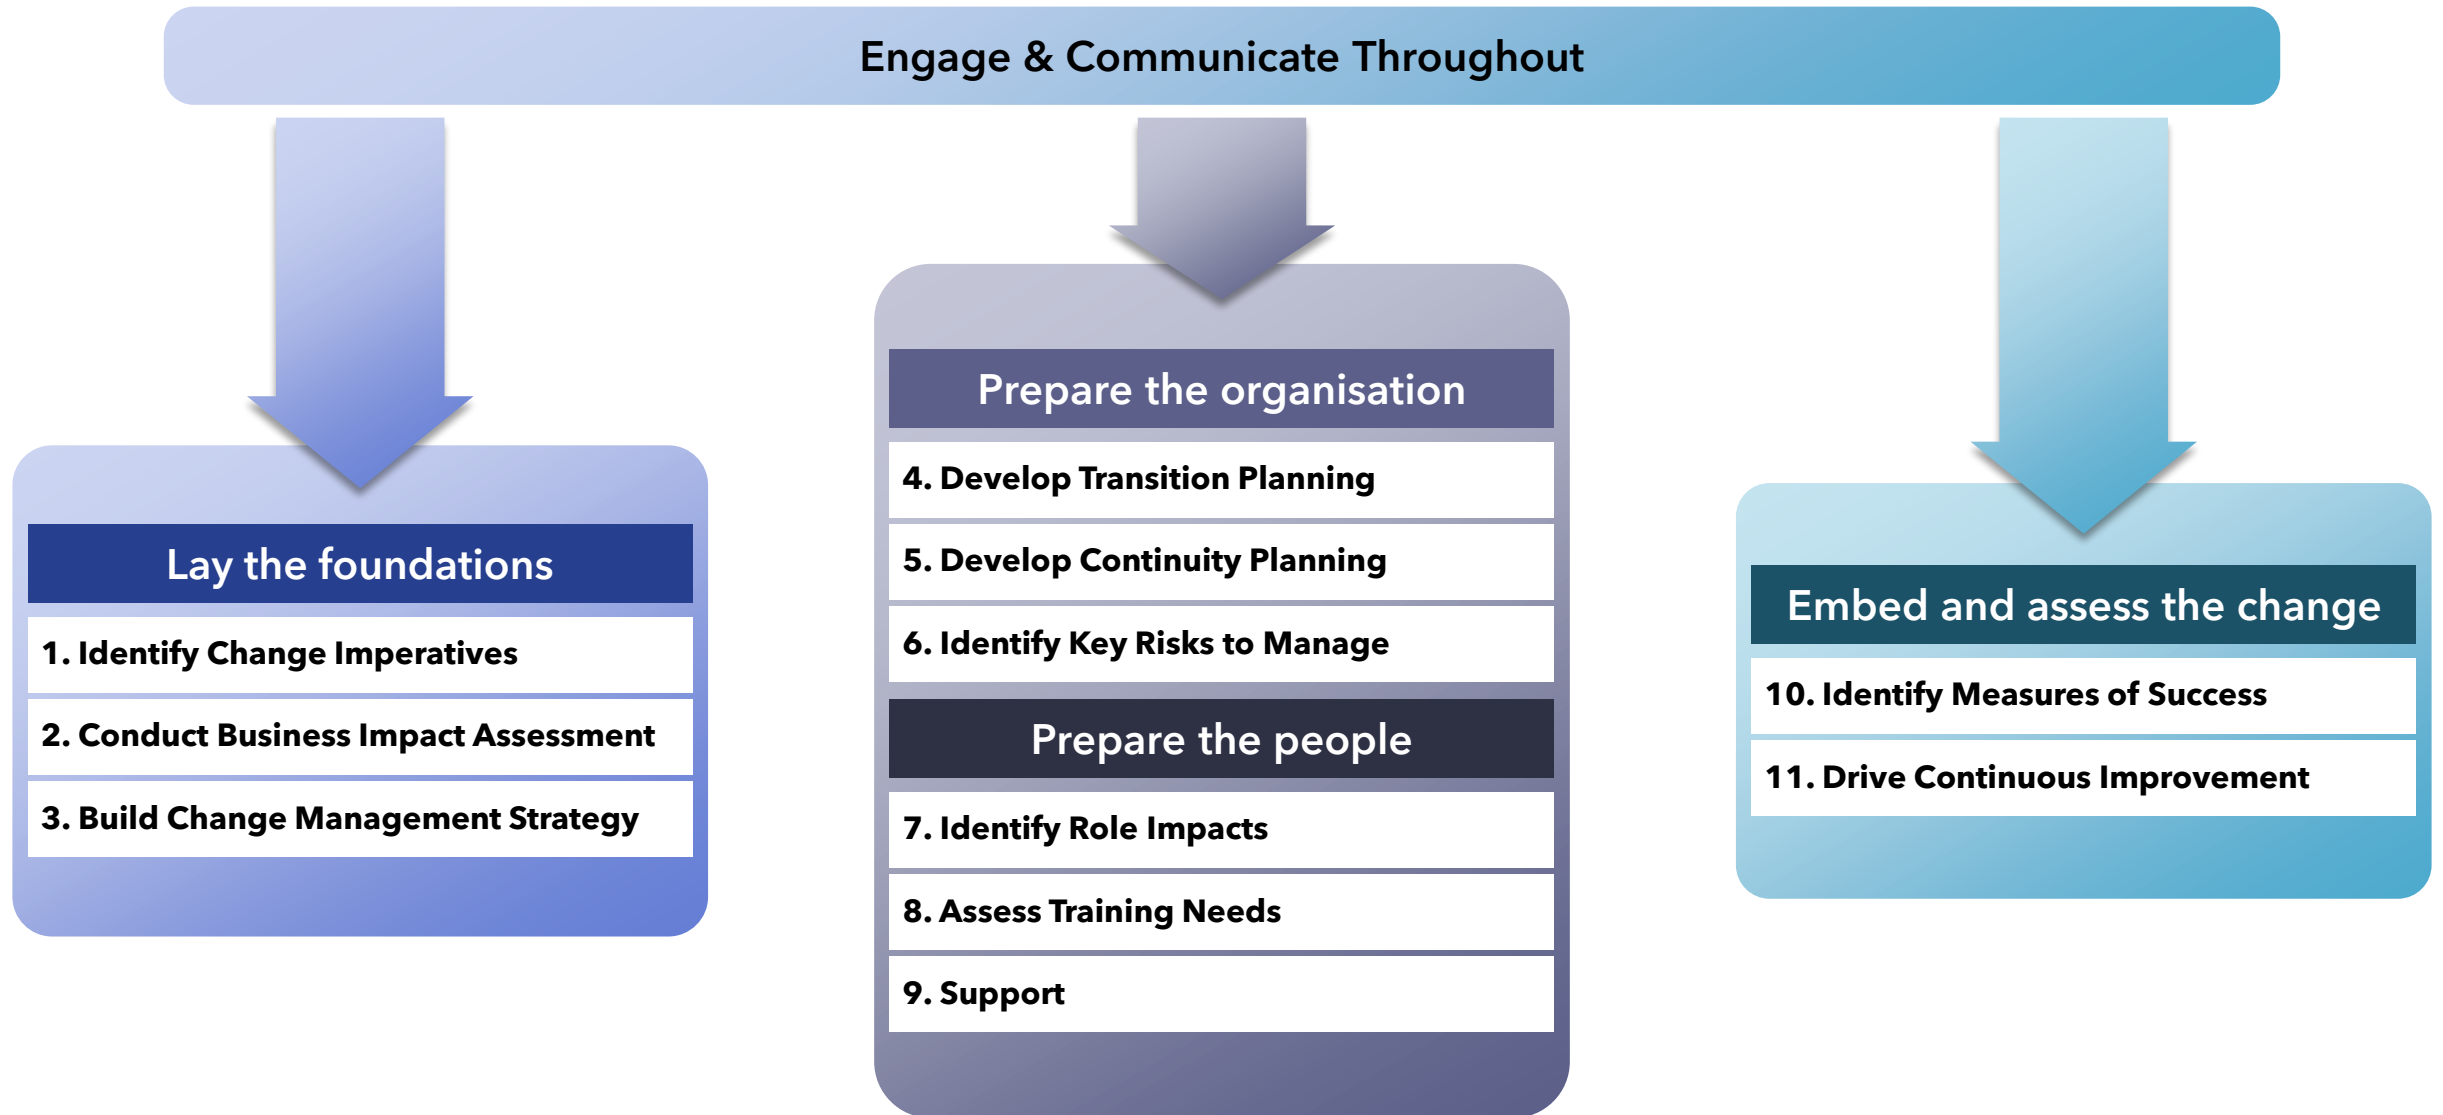 Engage & Communicate Throughout
Lay the foundations
1. Identify Change Imperatives
2. Conduct Business Impact Assessment
3. Build Change Management Strategy
Prepare the organisation
4. Develop Transition Planning
5. Develop Continuity Planning
6. Identify Key Risks to Manage
Prepare the people
7. Identify Role Impacts
8. Assess Training Needs
9. Support
Embed and assess the change
10. Identify Measures of Success
11. Drive Continuous Improvement